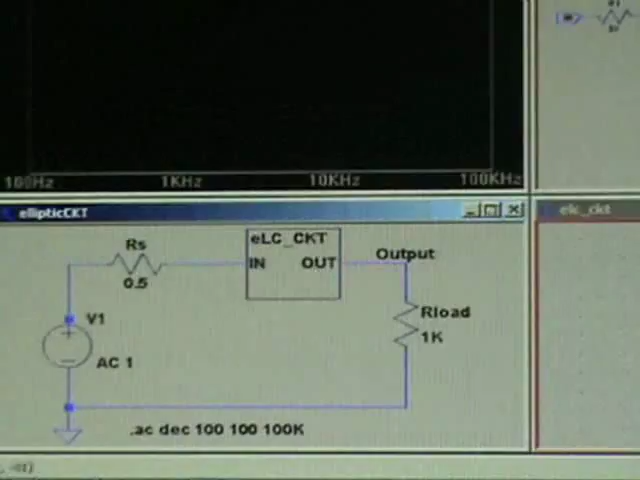 100Hz 1KHz 10KHz 100KHz
ellipticCKT
elc_ckt
Rs
0.5
eLC_CKT
IN OUT
Output
V1
AC 1
Rload
1K
.ac dec 100 100 100K